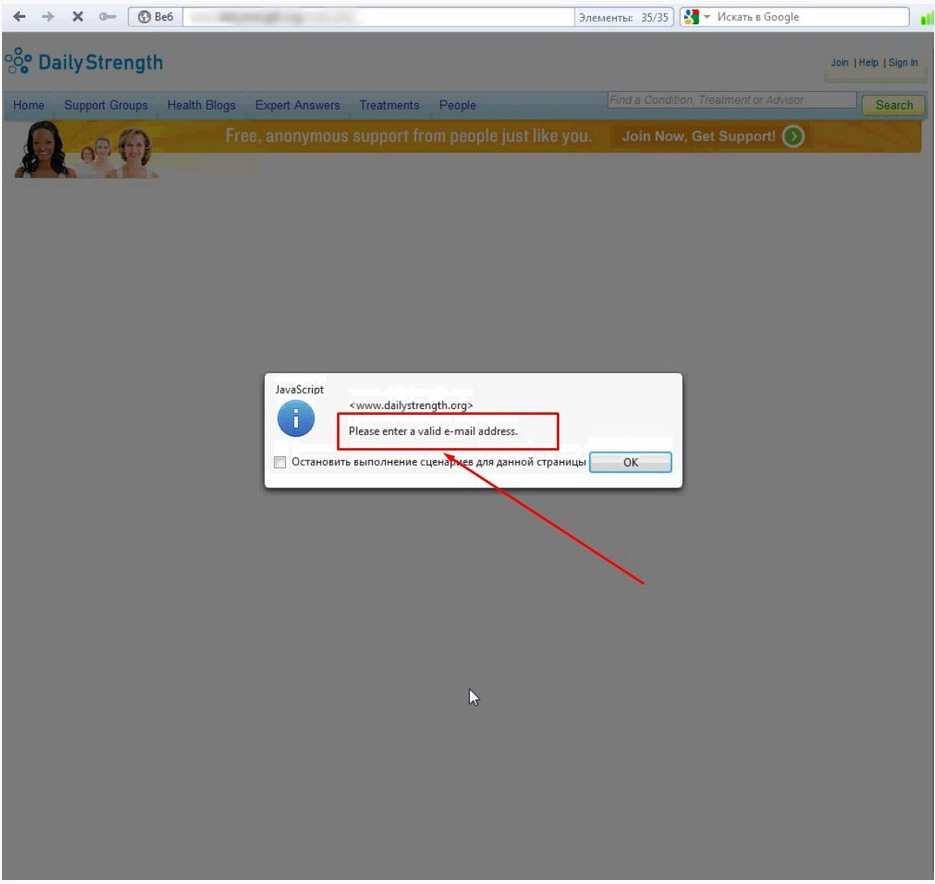 Веб
Элементы: 35/35
Искать в Google
DailyStrength
Join | Help | Sign In
Home Support Groups Health Blogs Expert Answers Treatments People
Find a Condition, Treatment or Advisor
Search
Free, anonymous support from people just like you. Join Now, Get Support!
JavaScript
<www.dailystrength.org>
Please enter a valid e-mail address.
Остановить выполнение сценариев для данной страницы
OK